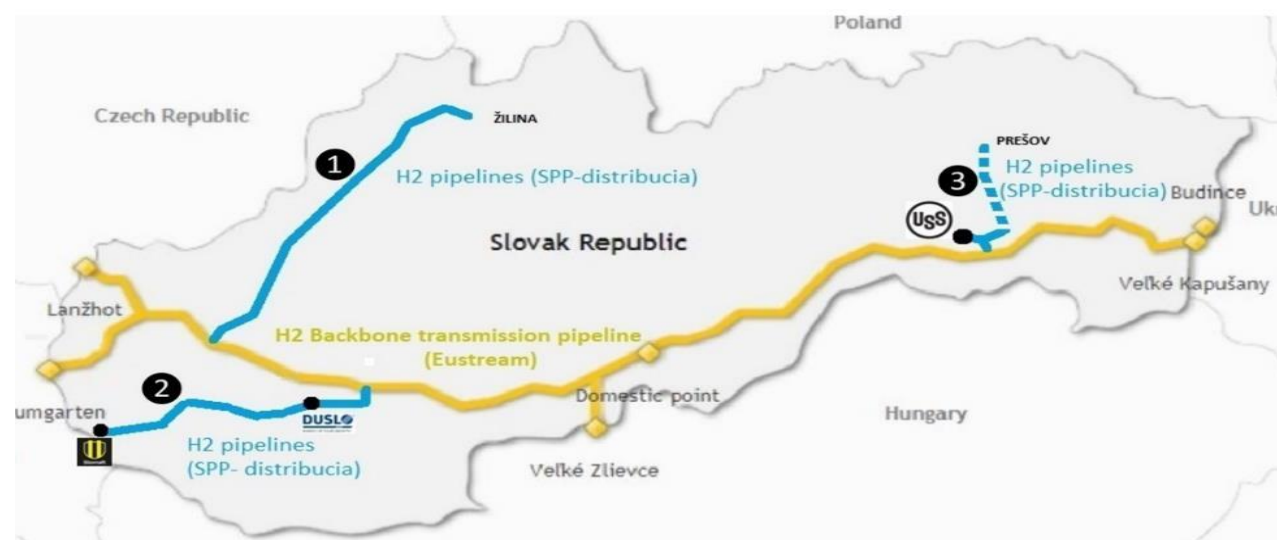 Poland
Czech Republic
ŽILINA
1
H2 pipelines (SPP-distribucia)
PREŠOV
H2 pipelines
(SPP-distribucia)
3
Budince
USS
Slovak Republic
Veľké Kapušany
Lanžhot
H2 Backbone transmission pipeline
(Eustream)
2
Domestic point
umgarten
DUSLO
Hungary
H2 pipelines
(SPP- distribucia)
Veľké Zlievce